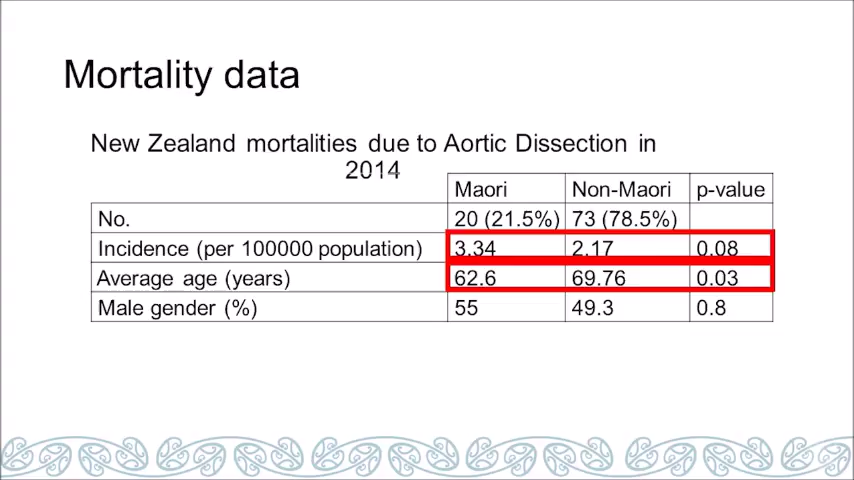 Mortality data
New Zealand mortalities due to Aortic Dissection in
2014
Maori Non-Maori p-value
No. 20 (21.5%) 73 (78.5%)
Incidence (per 100000 population) 3.34 2.17 0.08
Average age (years) 62.6 69.76 0.03
Male gender (%) 55 49.3 0.8